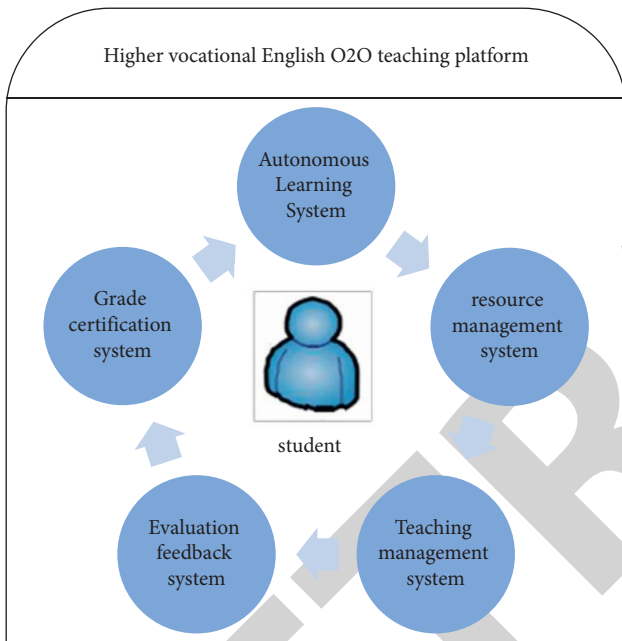 Higher vocational English O2O teaching platform
Autonomous
Learning
System
Grade
certification
system
resource
management
system
student
Evaluation
feedback
system
Teaching
management
system